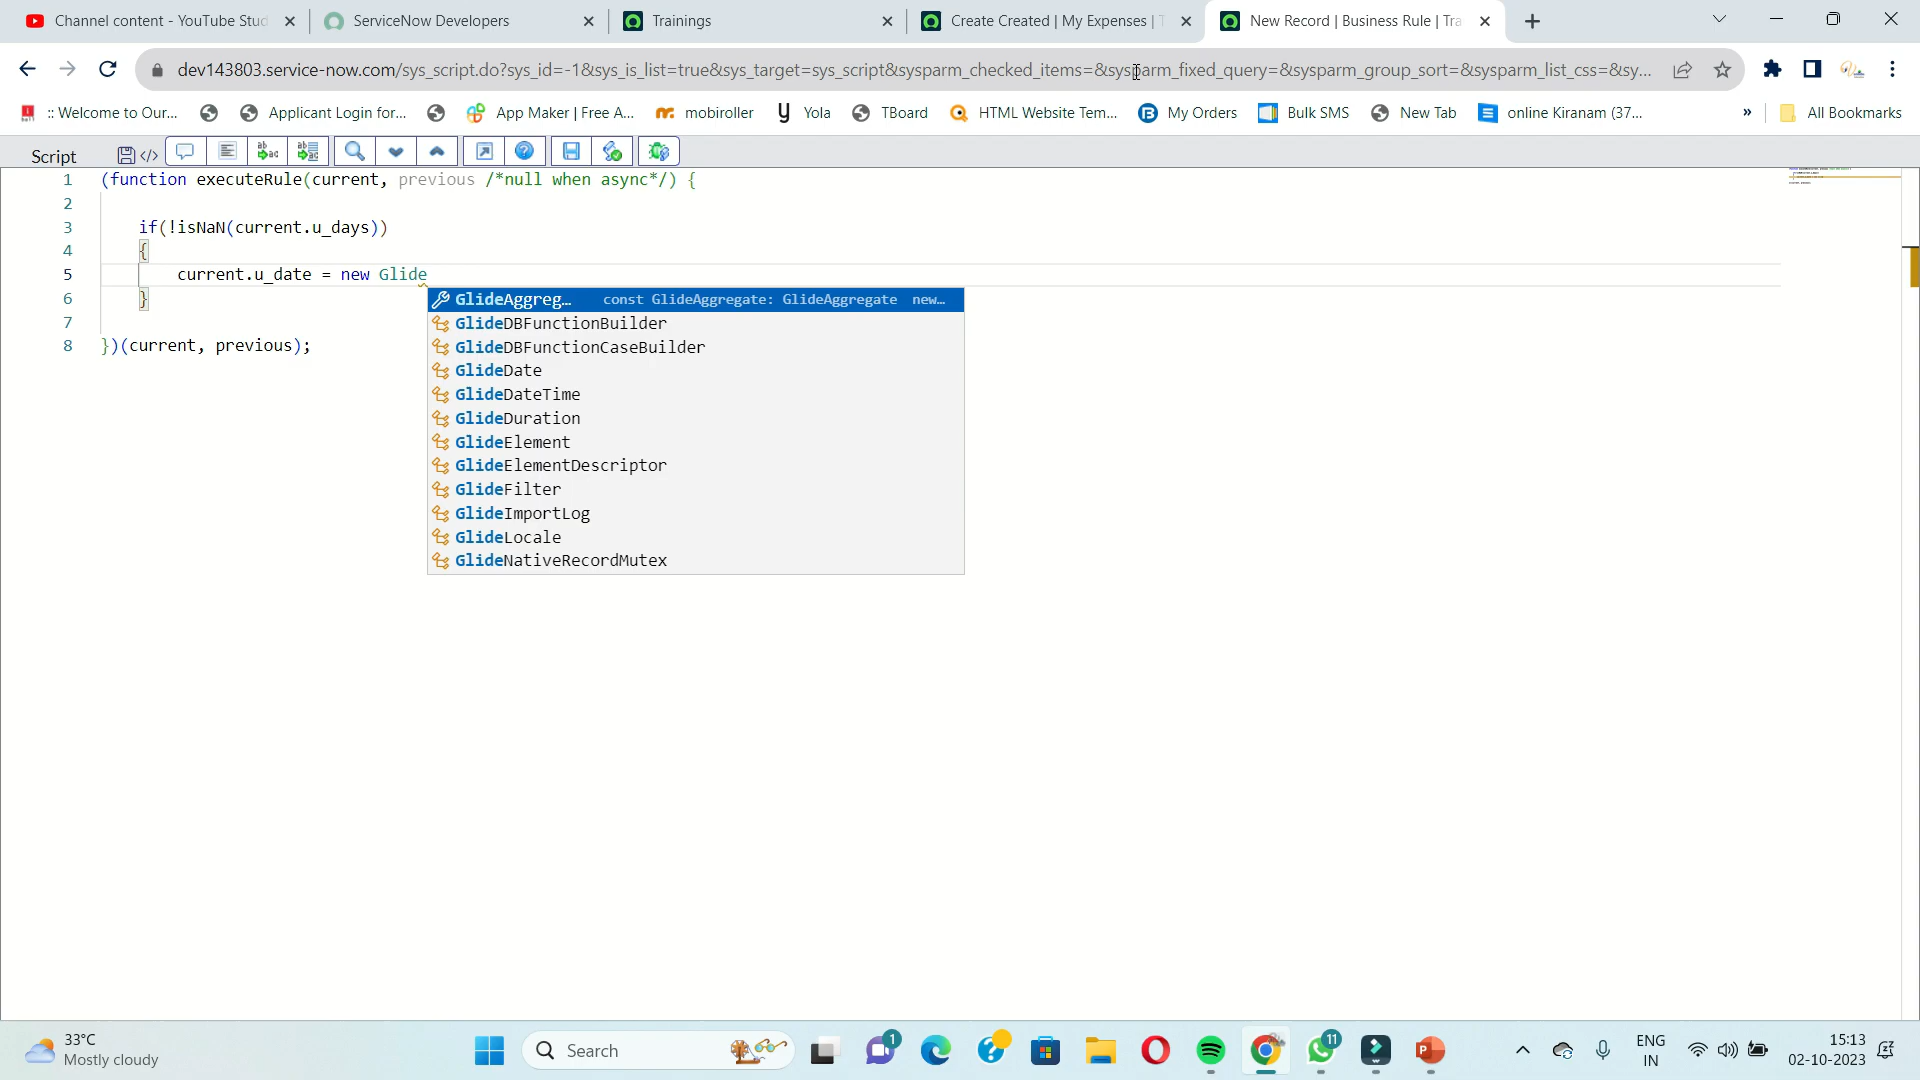 Channel content - YouTube Stud
ServiceNow Developers
Trainings
Create Created | My Expenses | T
New Record | Business Rule | Tra
dev143803.service-now.com/sys_script.do?sys_id=-1&sys_is_list=true&sys_target=sys_script&sysparm_checked_items=&sysparm_fixed_query=&sysparm_group_sort=&sysparm_list_css=&sy...
:: Welcome to Our...
Applicant Login for...
App Maker | Free A...
mobiroller
Yola
TBoard
HTML Website Tem...
My Orders
Bulk SMS
New Tab
online Kiranam (37...
»
All Bookmarks
Script
1 (function executeRule(current, previous /*null when async*/) {
2
3 if(!isNaN(current.u_days))
4 {
5 current.u_date = new Glide
6 }
7
8 })(current, previous);
GlideAggreg... const GlideAggregate: GlideAggregate new...
GlideDBFunctionBuilder
GlideDBFunctionCaseBuilder
GlideDate
GlideDateTime
GlideDuration
GlideElement
GlideElementDescriptor
GlideFilter
GlideImportLog
GlideLocale
GlideNativeRecordMutex
33°C
Mostly cloudy
Search
1
11
ENG
IN
15:13
02-10-2023